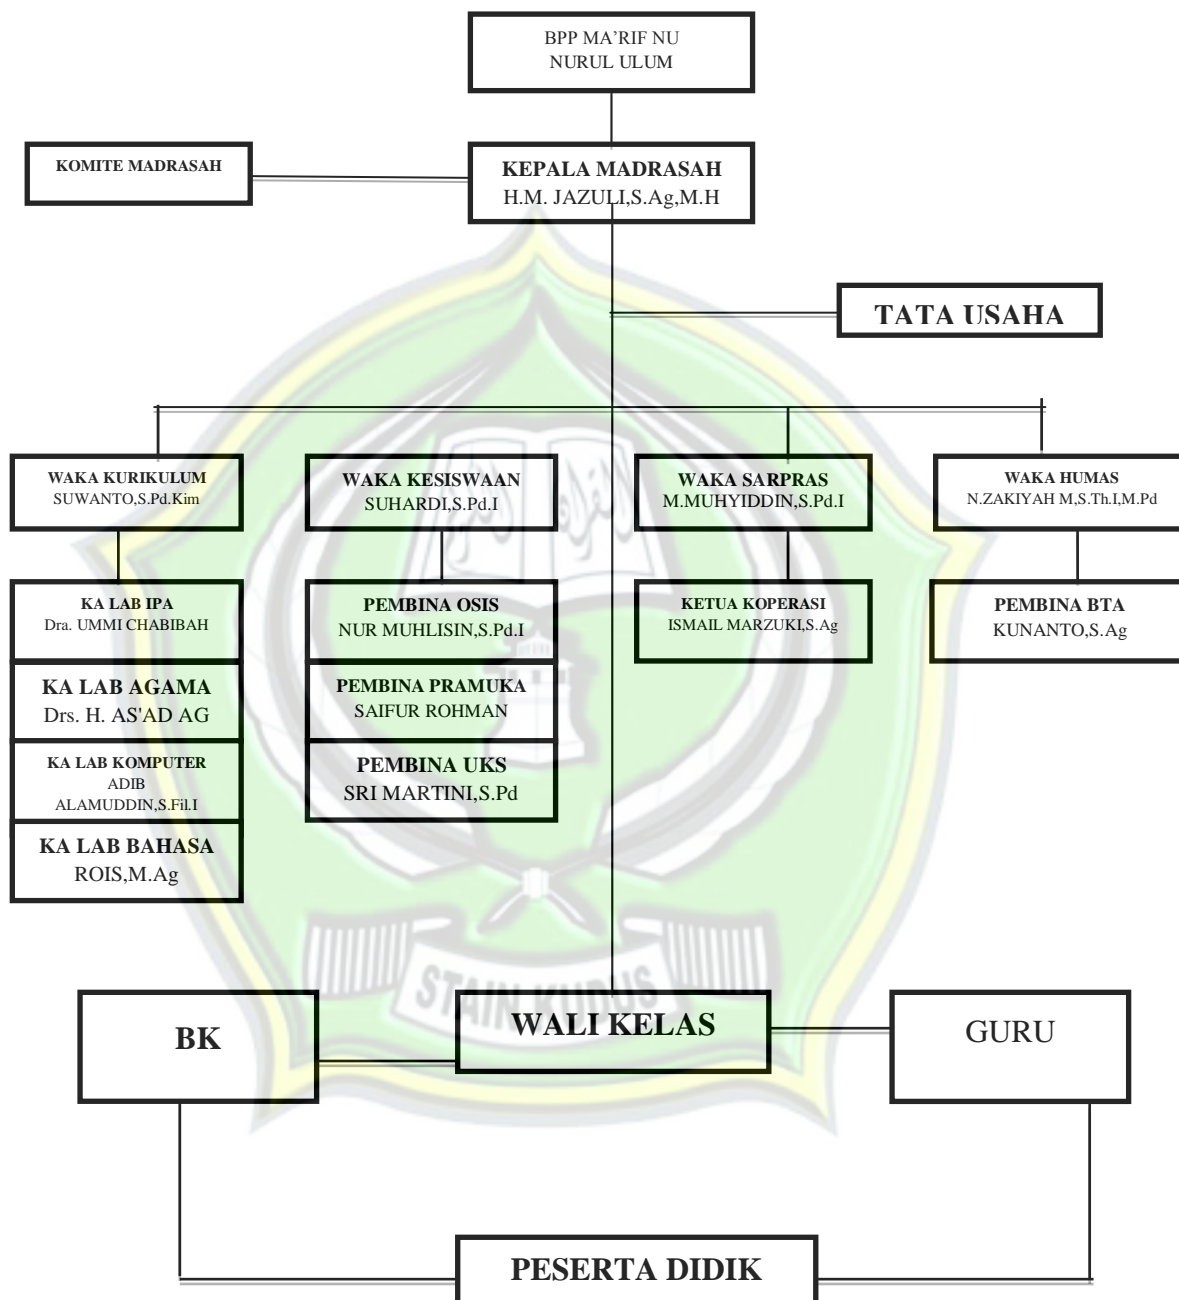 BPP MA’RIF NU
NURUL ULUM
KOMITE MADRASAH
KEPALA MADRASAH
H.M. JAZULI,S.Ag,M.H
TATA USAHA
WAKA KURIKULUM
SUWANTO,S.Pd.Kim
WAKA KESISWAAN
SUHARDI,S.Pd.I
WAKA SARPRAS
M.MUHYIDDIN,S.Pd.I
WAKA HUMAS
N.ZAKIYAH M,S.Th.I,M.Pd
KA LAB IPA
Dra. UMMI CHABIBAH
PEMBINA OSIS
NUR MUHLISIN,S.Pd.I
KETUA KOPERASI
ISMAIL MARZUKI,S.Ag
PEMBINA BTA
KUNANTO,S.Ag
KA LAB AGAMA
Drs. H. AS'AD AG
PEMBINA PRAMUKA
SAIFUR ROHMAN
KA LAB KOMPUTER
ADIB
ALAMUDDIN,S.Fil.I
PEMBINA UKS
SRI MARTINI,S.Pd
KA LAB BAHASA
ROIS,M.Ag
STAIN KUDUS
BK
WALI KELAS
GURU
PESERTA DIDIK